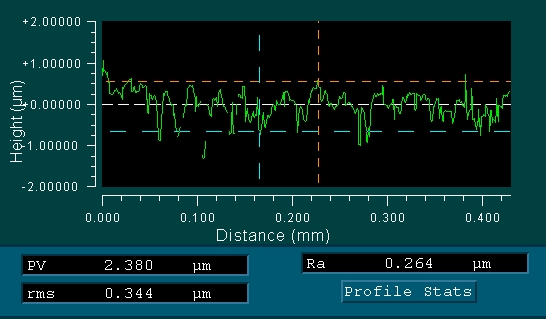 +2.00000
+1.00000
+0.00000
-1.00000
-2.00000
Height (µm)
0.000 0.100 0.200 0.300 0.400
Distance (mm)
PV 2.380 µm
Ra 0.264 µm
rms 0.344 µm
Profile Stats